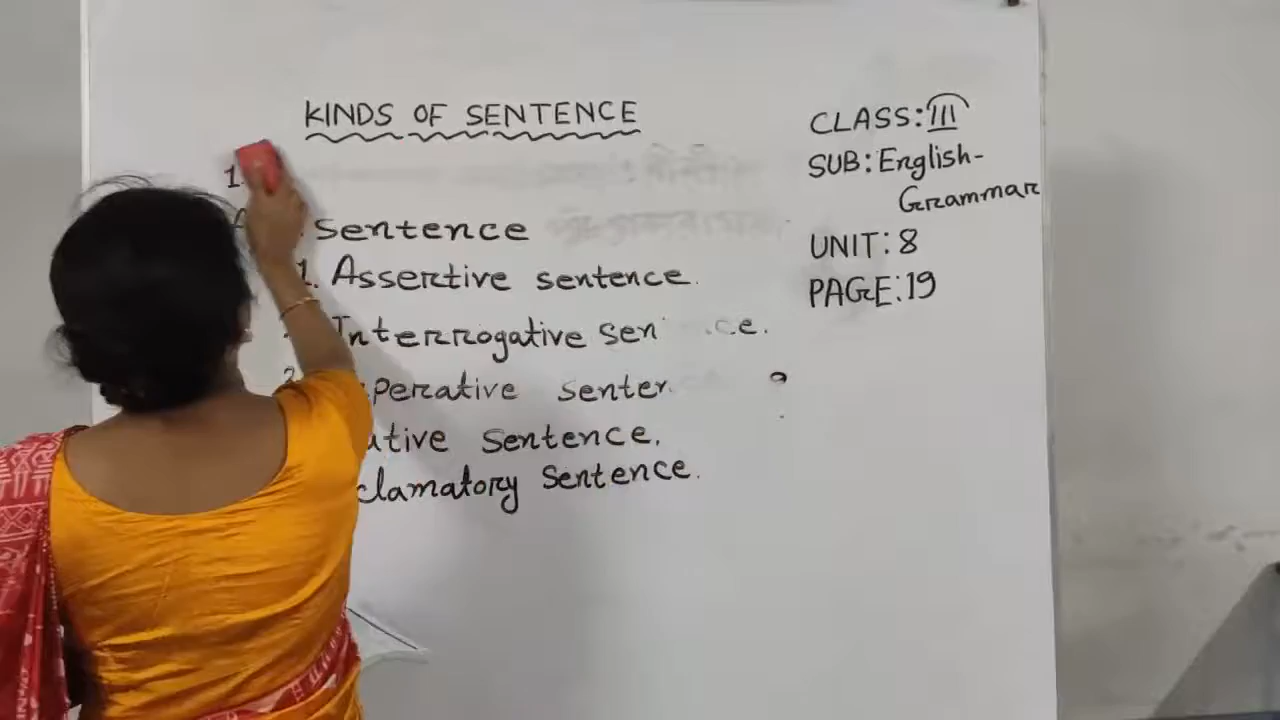 KINDS OF SENTENCE
1.
sentence
1. Assertive sentence.
Interrogative sen ce.
perative senten
ative sentence.
clamatory sentence.
CLASS: III
SUB: English-
Grammar
UNIT: 8
PAGE: 19